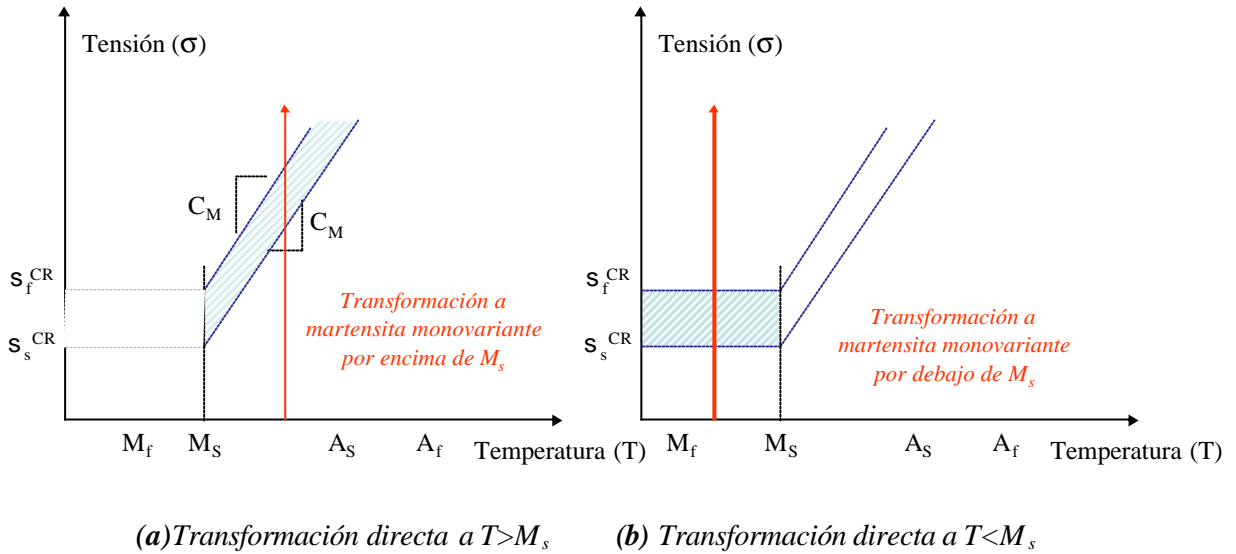 Tensión (σ)
C_M
C_M
s_f^CR
s_s^CR
Transformación a
martensita monovariante
por encima de M_s
M_f M_S A_S A_f Temperatura (T)
Tensión (σ)
s_f^CR
s_s^CR
Transformación a
martensita monovariante
por debajo de M_s
M_f M_S A_S A_f Temperatura (T)
(a)Transformación directa a T>M_s
(b) Transformación directa a T<M_s